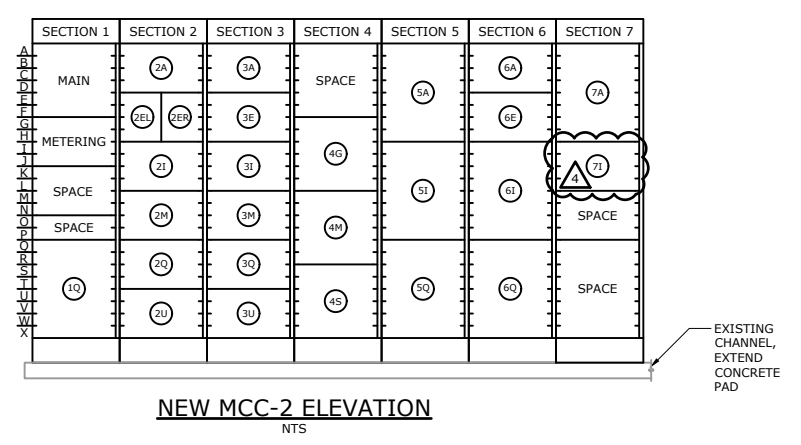 SECTION 1 SECTION 2 SECTION 3 SECTION 4 SECTION 5 SECTION 6 SECTION 7
A
B
C
D
E
F
G
H
I
J
K
L
M
N
O
P
Q
R
S
T
U
V
W
X
MAIN
METERING
SPACE
SPACE
1Q
2A
2EL 2ER
2I
2M
2Q
2U
3A
3E
3I
3M
3Q
3U
SPACE
4G
4M
4S
5A
5I
5Q
6A
6E
6I
6Q
7A
4 7I
SPACE
SPACE
EXISTING
CHANNEL,
EXTEND
CONCRETE
PAD
NEW MCC-2 ELEVATION
NTS